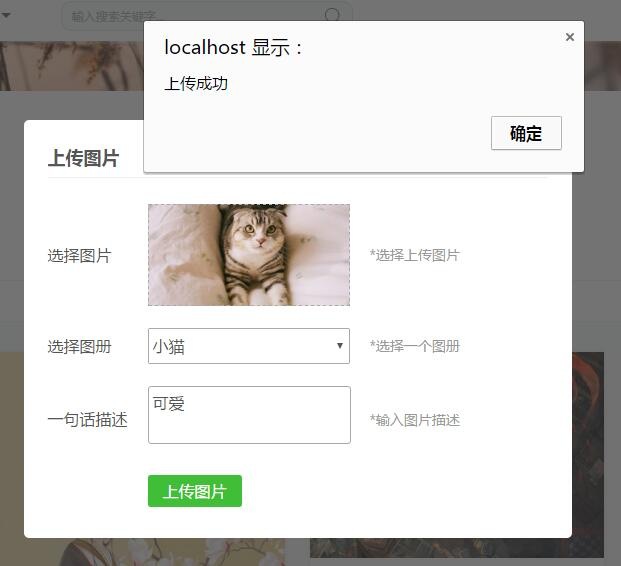 输入搜索关键字...
localhost 显示：
×
上传成功
确定
上传图片
选择图片
*选择上传图片
选择图册
小猫
*选择一个图册
一句话描述
可爱
*输入图片描述
上传图片